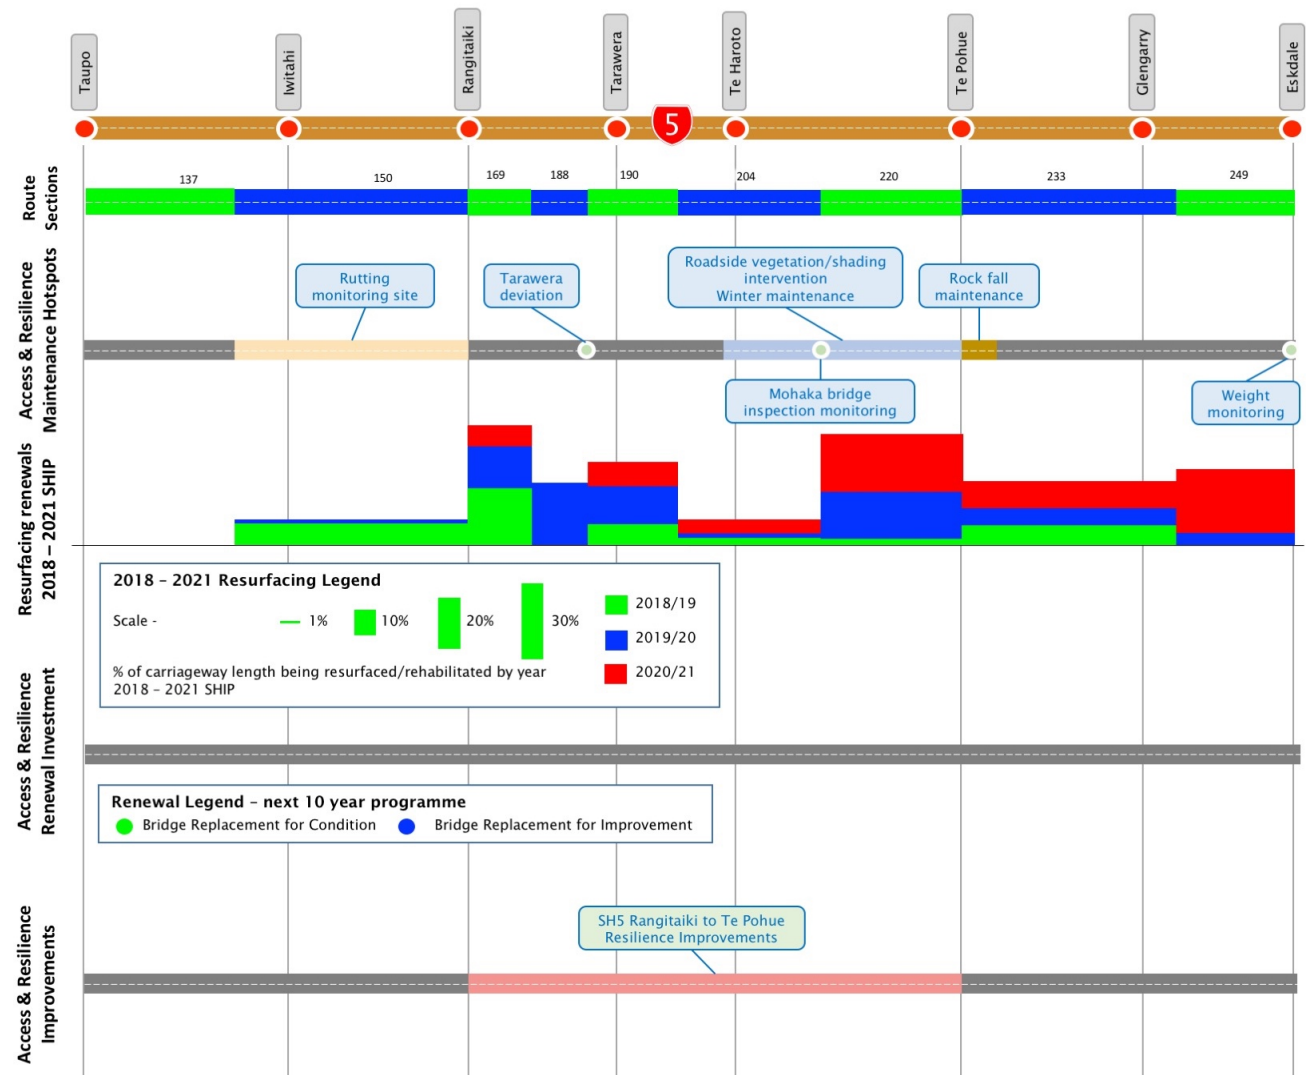 Taupo
Iwitahi
Rangitaiki
Tarawera
Te Haroto
Te Pohue
Glengarry
Eskdale
5
Route
Sections
137
150
169
188
190
204
220
233
249
Access & Resilience
Maintenance Hotspots
Rutting
monitoring site
Tarawera
deviation
Roadside vegetation/shading
intervention
Winter maintenance
Rock fall
maintenance
Mohaka bridge
inspection monitoring
Weight
monitoring
Resurfacing renewals
2018 – 2021 SHIP
2018 – 2021 Resurfacing Legend
Scale -
1%
10%
20%
30%
2018/19
2019/20
2020/21
% of carriageway length being resurfaced/rehabilitated by year
2018 – 2021 SHIP
Access & Resilience
Renewal Investment
Renewal Legend – next 10 year programme
Bridge Replacement for Condition
Bridge Replacement for Improvement
Access & Resilience
Improvements
SH5 Rangitaiki to Te Pohue
Resilience Improvements